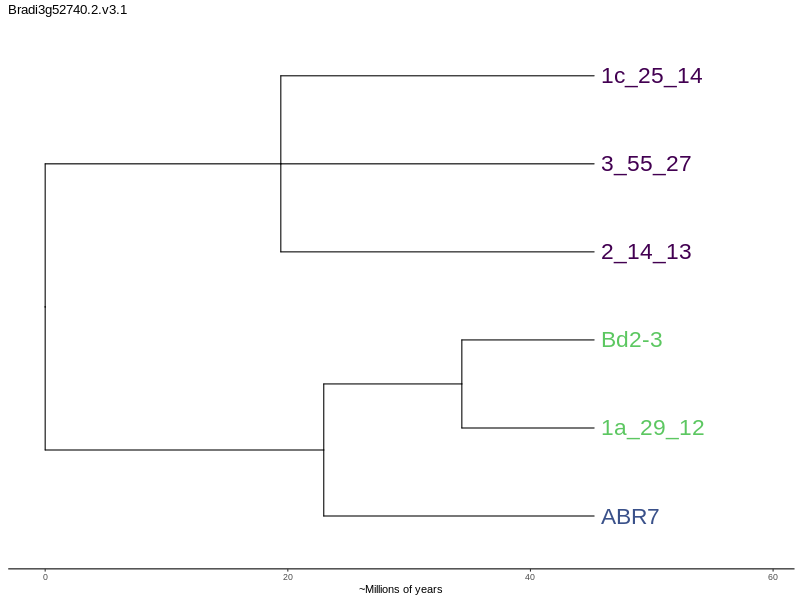 Bradi3g52740.2.v3.1
1c_25_14
3_55_27
2_14_13
Bd2-3
1a_29_12
ABR7
0 20 40 60
~Millions of years